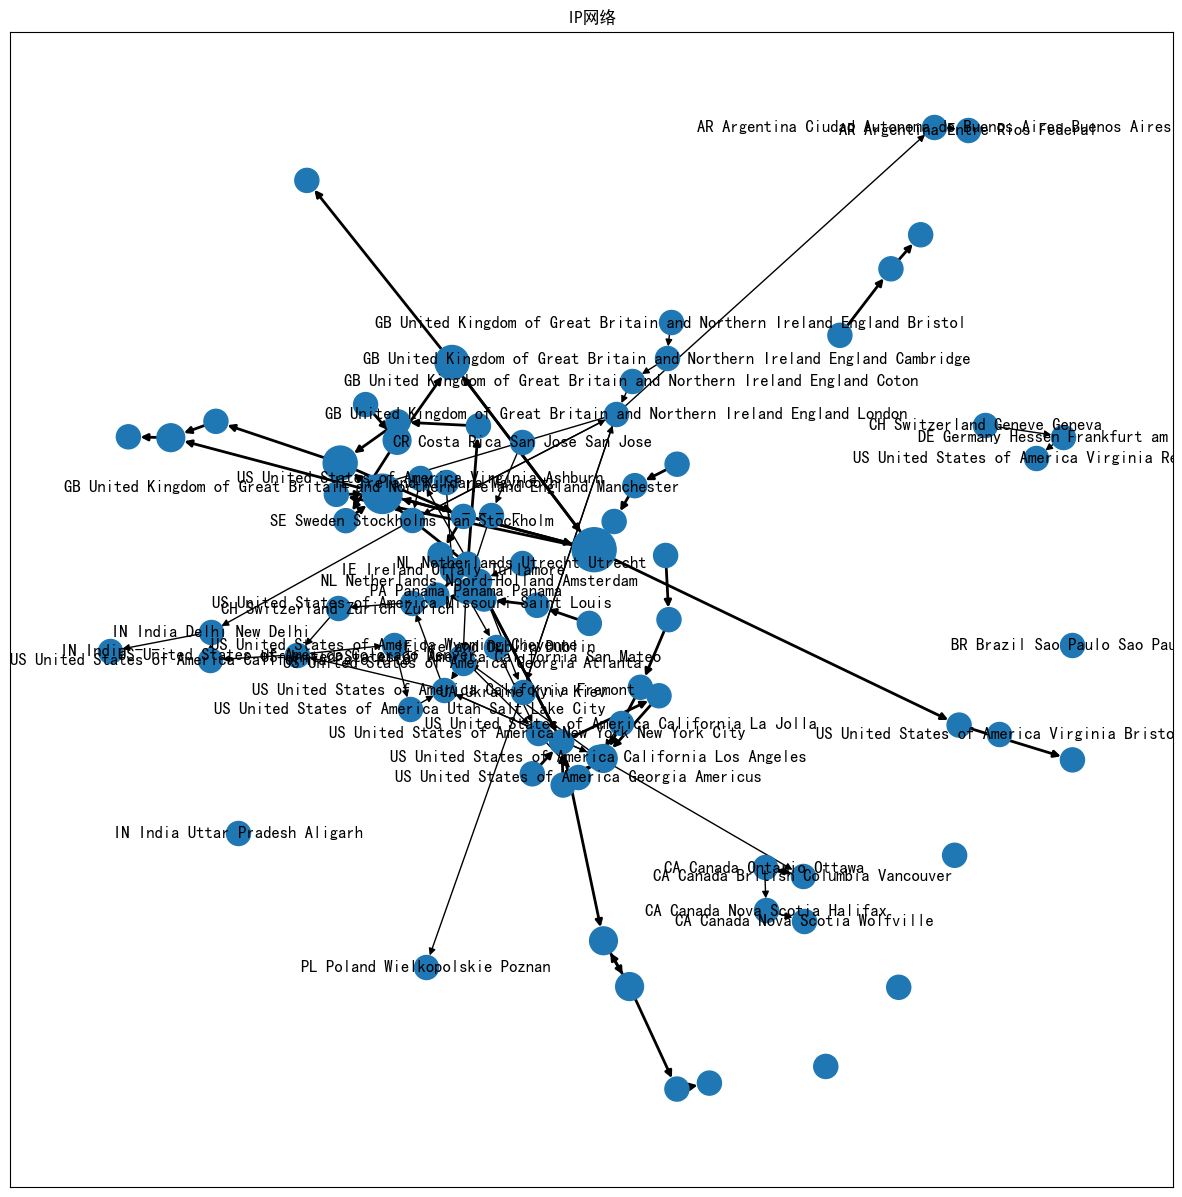 IP网络
AR Argentina Ciudad Autonoma de Buenos Aires Buenos Aires
AR Argentina Entre Rios Federal
GB United Kingdom of Great Britain and Northern Ireland England Bristol
GB United Kingdom of Great Britain and Northern Ireland England Cambridge
GB United Kingdom of Great Britain and Northern Ireland England Coton
GB United Kingdom of Great Britain and Northern Ireland England London
CH Switzerland Geneve Geneva
DE Germany Hessen Frankfurt am
CR Costa Rica San Jose San Jose
US United States of America Virginia
US United States of America Virginia Ashburn
GB United Kingdom of Great Britain and Northern Ireland England Manchester
SE Sweden Stockholms lan Stockholm
NL Netherlands Utrecht Utrecht
IE Ireland Offaly Tullamore
NL Netherlands Noord-Holland Amsterdam
PA Panama Panama Panama
US United States of America Missouri Saint Louis
CH Switzerland Zurich Zurich
IN India Delhi New Delhi
US United States of America Wyoming Cheyenne
IE Ireland Dublin Dublin
BR Brazil Sao Paulo Sao
IN India
US United States of America California San Mateo
US United States of America Georgia Atlanta
US United States of America California Fremont
UA Ukraine Kyiv Kiev
US United States of America Utah Salt Lake City
US United States of America California La Jolla
US United States of America New York New York City
US United States of America Virginia
US United States of America California Los Angeles
US United States of America Georgia Americus
IN India Uttar Pradesh Aligarh
CA Canada Ontario Ottawa
CA Canada British Columbia Vancouver
CA Canada Nova Scotia Halifax
CA Canada Nova Scotia Wolfville
PL Poland Wielkopolskie Poznan